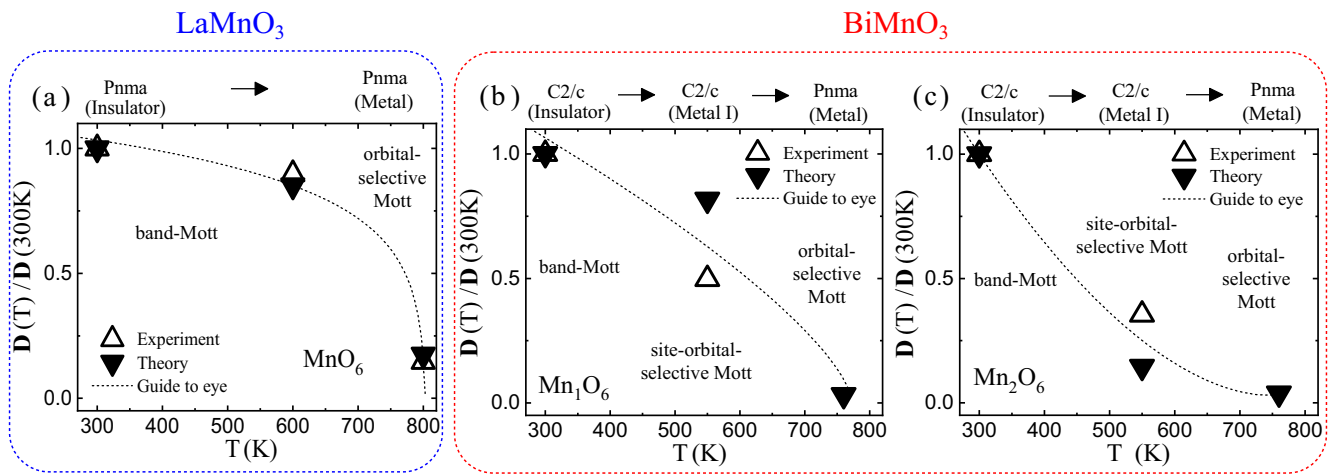 LaMnO3
BiMnO3
(a)
Pnma
(Insulator)
Pnma
(Metal)
D (T) / D (300K)
1.0
0.5
0.0
orbital-
selective
Mott
band-Mott
Experiment
Theory
Guide to eye
MnO6
300 400 500 600 700 800
T (K)
(b)
C2/c
(Insulator)
C2/c
(Metal I)
Pnma
(Metal)
D (T) / D (300K)
1.0
0.5
0.0
Experiment
Theory
Guide to eye
band-Mott
orbital-
selective
Mott
site-orbital-
selective Mott
Mn1O6
300 400 500 600 700 800
T (K)
(c)
C2/c
(Insulator)
C2/c
(Metal I)
Pnma
(Metal)
D (T) / D (300K)
1.0
0.5
0.0
Experiment
Theory
Guide to eye
site-orbital-
selective Mott
band-Mott
orbital-
selective
Mott
Mn2O6
300 400 500 600 700 800
T (K)